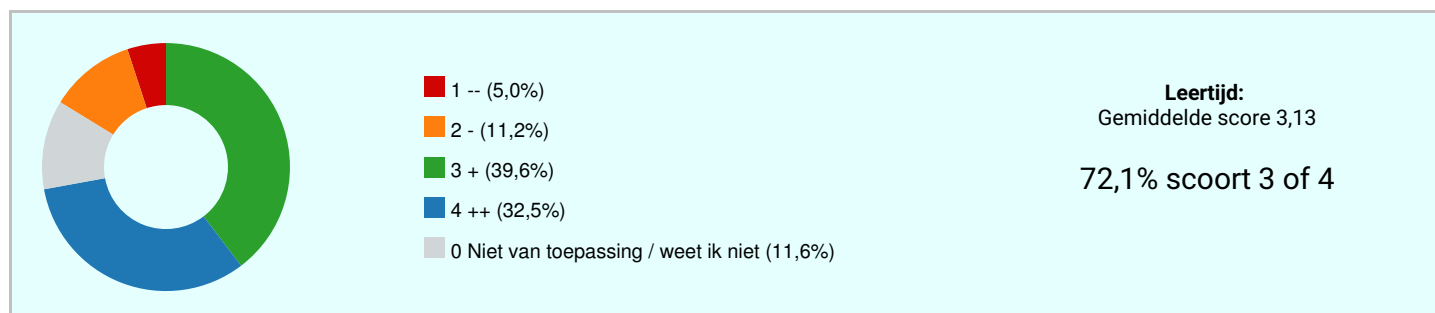 1 -- (5,0%)
2 - (11,2%)
3 + (39,6%)
4 ++ (32,5%)
0 Niet van toepassing / weet ik niet (11,6%)
Leertijd:
Gemiddelde score 3,13
72,1% scoort 3 of 4